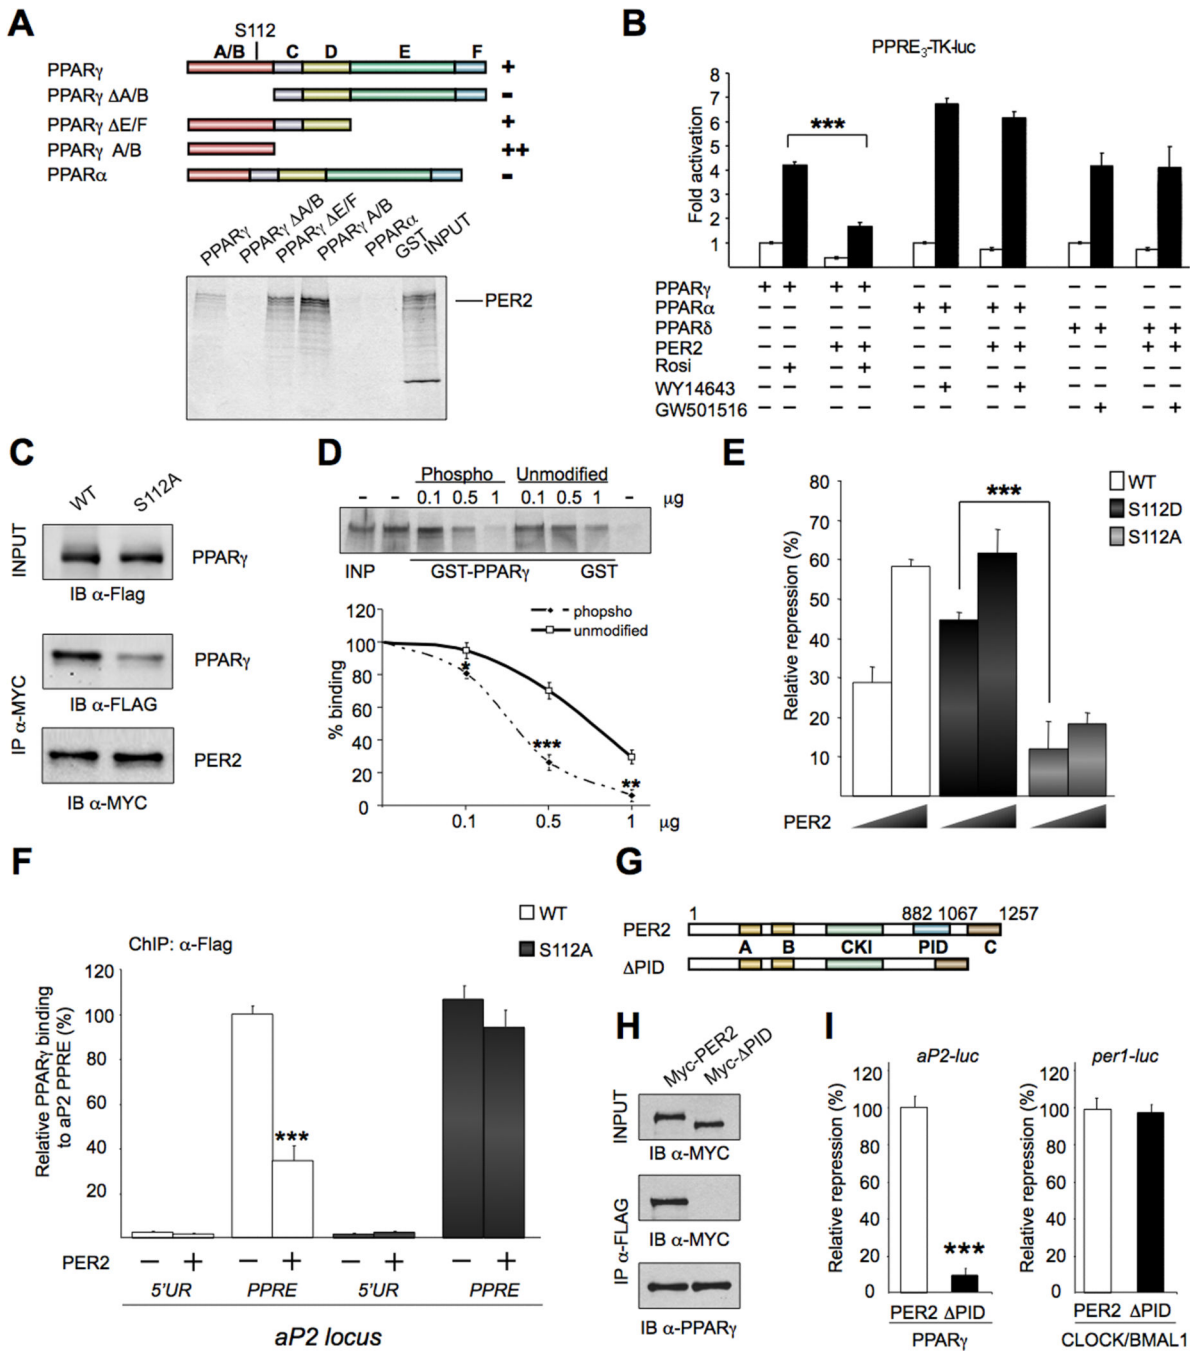 A
S112
A/B C D E F
PPARγ +
PPARγ ΔA/B -
PPARγ ΔE/F +
PPARγ A/B ++
PPARα -
PPARγ PPARγ ΔA/B PPARγ ΔE/F PPARγ A/B PPARα GST INPUT
PER2
B
PPRE3-TK-luc
Fold activation
8
7
6
5
4
3
2
1
***
PPARγ + + + + − − − − − − − −
PPARα − − − − + + + + − − − −
PPARδ − − − − − − − − + + + +
PER2 − − + + − − + + − − + +
Rosi − + − + − − − − − − − −
WY14643 − − − − − + − + − − − −
GW501516 − − − − − − − − − + − +
C
WT S112A
INPUT
PPARγ
IB α-Flag
IP α-MYC
PPARγ
IB α-FLAG
PER2
IB α-MYC
D
Phospho Unmodified
– – 0.1 0.5 1 0.1 0.5 1 – μg
INP GST-PPARγ GST
phopsho
unmodified
% binding
120
100
80
60
40
20
0
*
***
**
0.1 0.5 1 μg
E
WT
S112D
S112A
Relative repression (%)
80
70
60
50
40
30
20
10
***
PER2
F
WT
S112A
ChIP: α-Flag
Relative PPARγ binding
to aP2 PPRE (%)
120
100
80
60
40
20
***
PER2 − + − + − + − +
5'UR PPRE 5'UR PPRE
aP2 locus
G
1 882 1067 1257
PER2
A B CKI PID C
ΔPID
H
Myc-PER2 Myc-ΔPID
INPUT
IB α-MYC
IP α-FLAG
IB α-MYC
IB α-PPARγ
I
aP2-luc
Relative repression (%)
120
100
80
60
40
20
0
***
PER2 ΔPID
PPARγ
per1-luc
Relative repression (%)
120
100
80
60
40
20
0
PER2 ΔPID
CLOCK/BMAL1